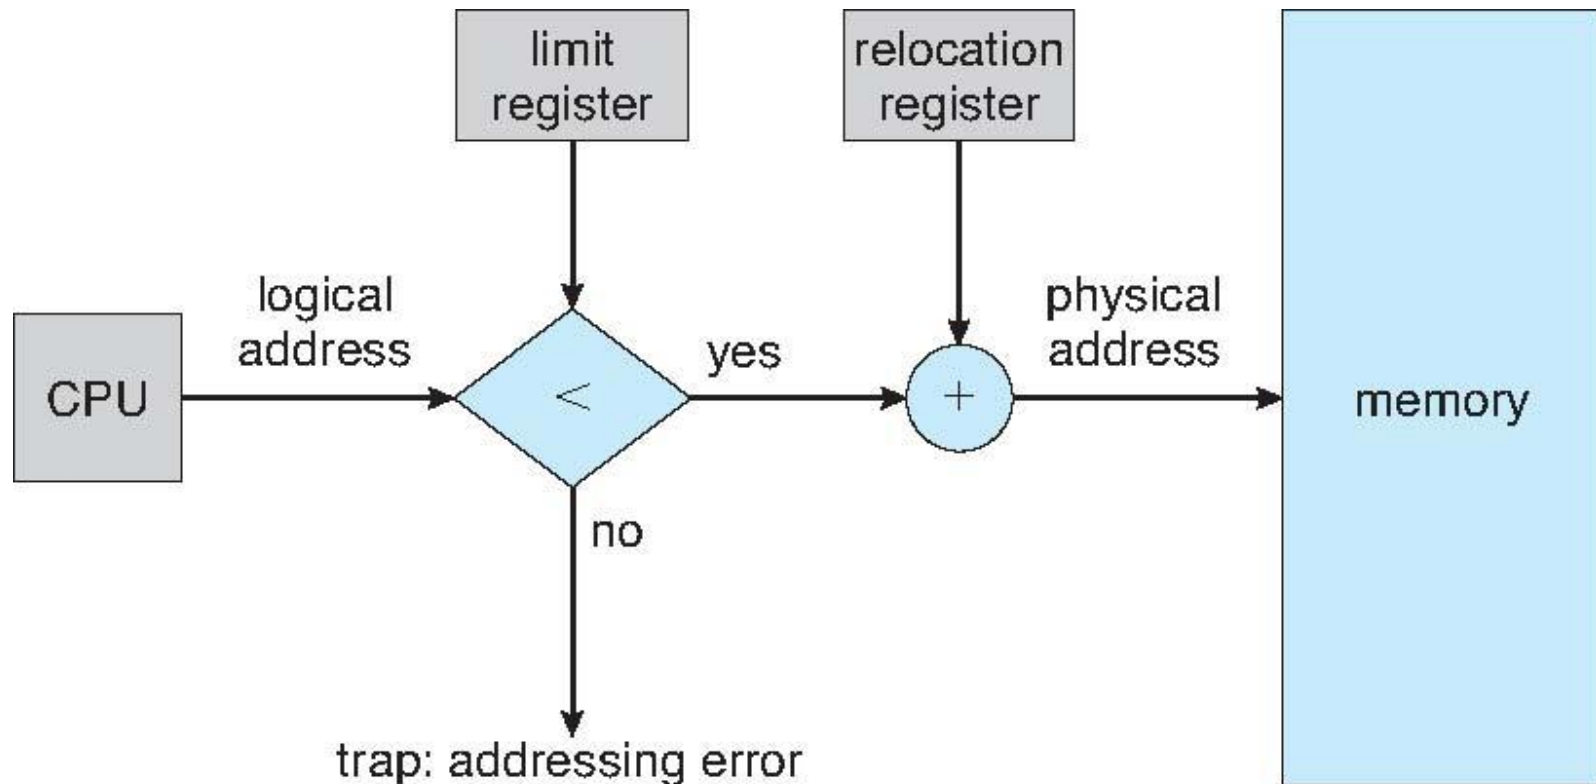 limit
register
relocation
register
logical
address
yes
physical
address
CPU
<
+
memory
no
trap: addressing error